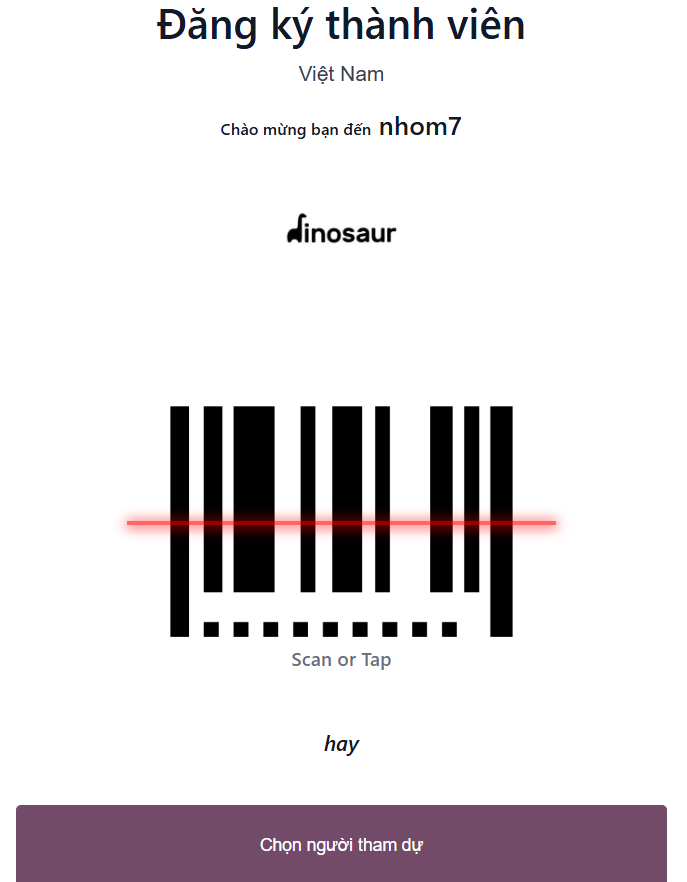 Đăng ký thành viên
Việt Nam
Chào mừng bạn đến nhom7
dinosaur
Scan or Tap
hay
Chọn người tham dự